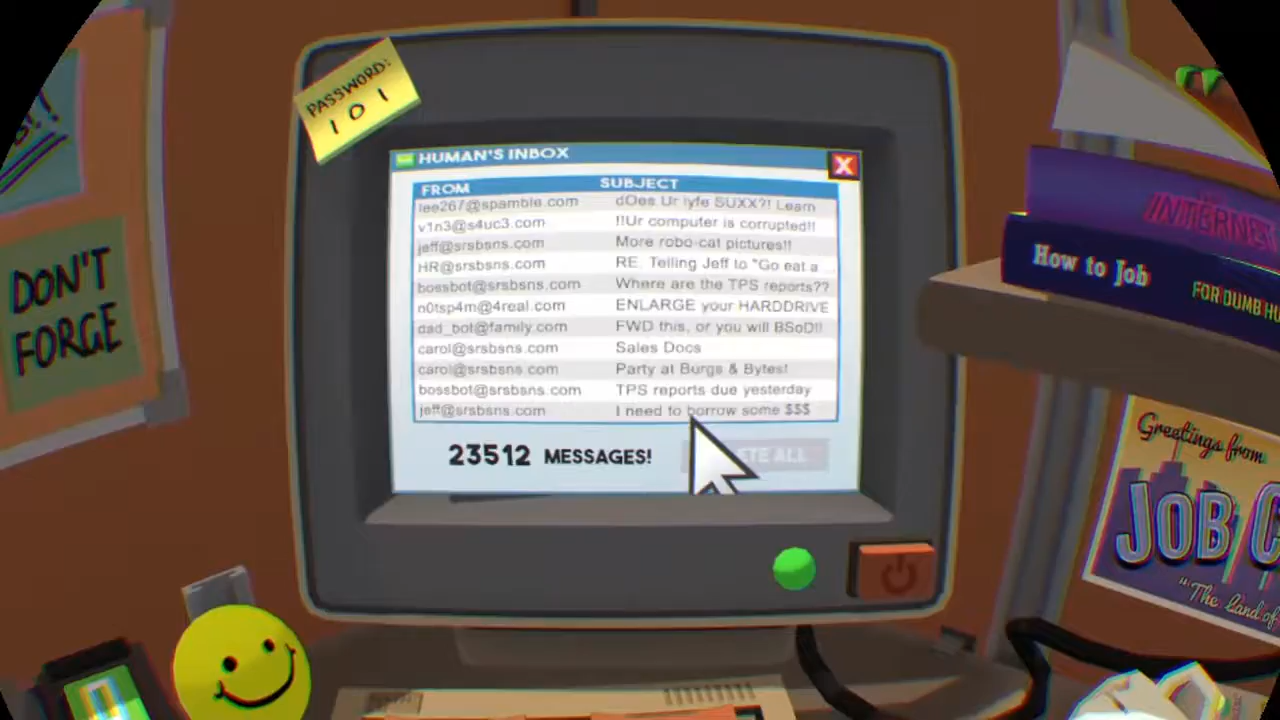 PASSWORD:
101
HUMAN'S INBOX
X
FROM SUBJECT
lee267@spamble.com dOes Ur lyfe SUXX?! Learn
v1n3@s4uc3.com !!Ur computer is corrupted!!
jeff@srsbsns.com More robo-cat pictures!!
HR@srsbsns.com RE: Telling Jeff to "Go eat a ...
bossbot@srsbsns.com Where are the TPS reports??
n0tsp4m@4real.com ENLARGE your HARDDRIVE
dad_bot@family.com FWD this, or you will BSoD!!
carol@srsbsns.com Sales Docs
carol@srsbsns.com Party at Burgs & Bytes!
bossbot@srsbsns.com TPS reports due yesterday
jeff@srsbsns.com I need to borrow some $$$
23512 MESSAGES!
ETE ALL
DON'T
FORGE
INTERNET
How to Job
FOR DUMB HU
Greetings from
JOB C
"The Land of